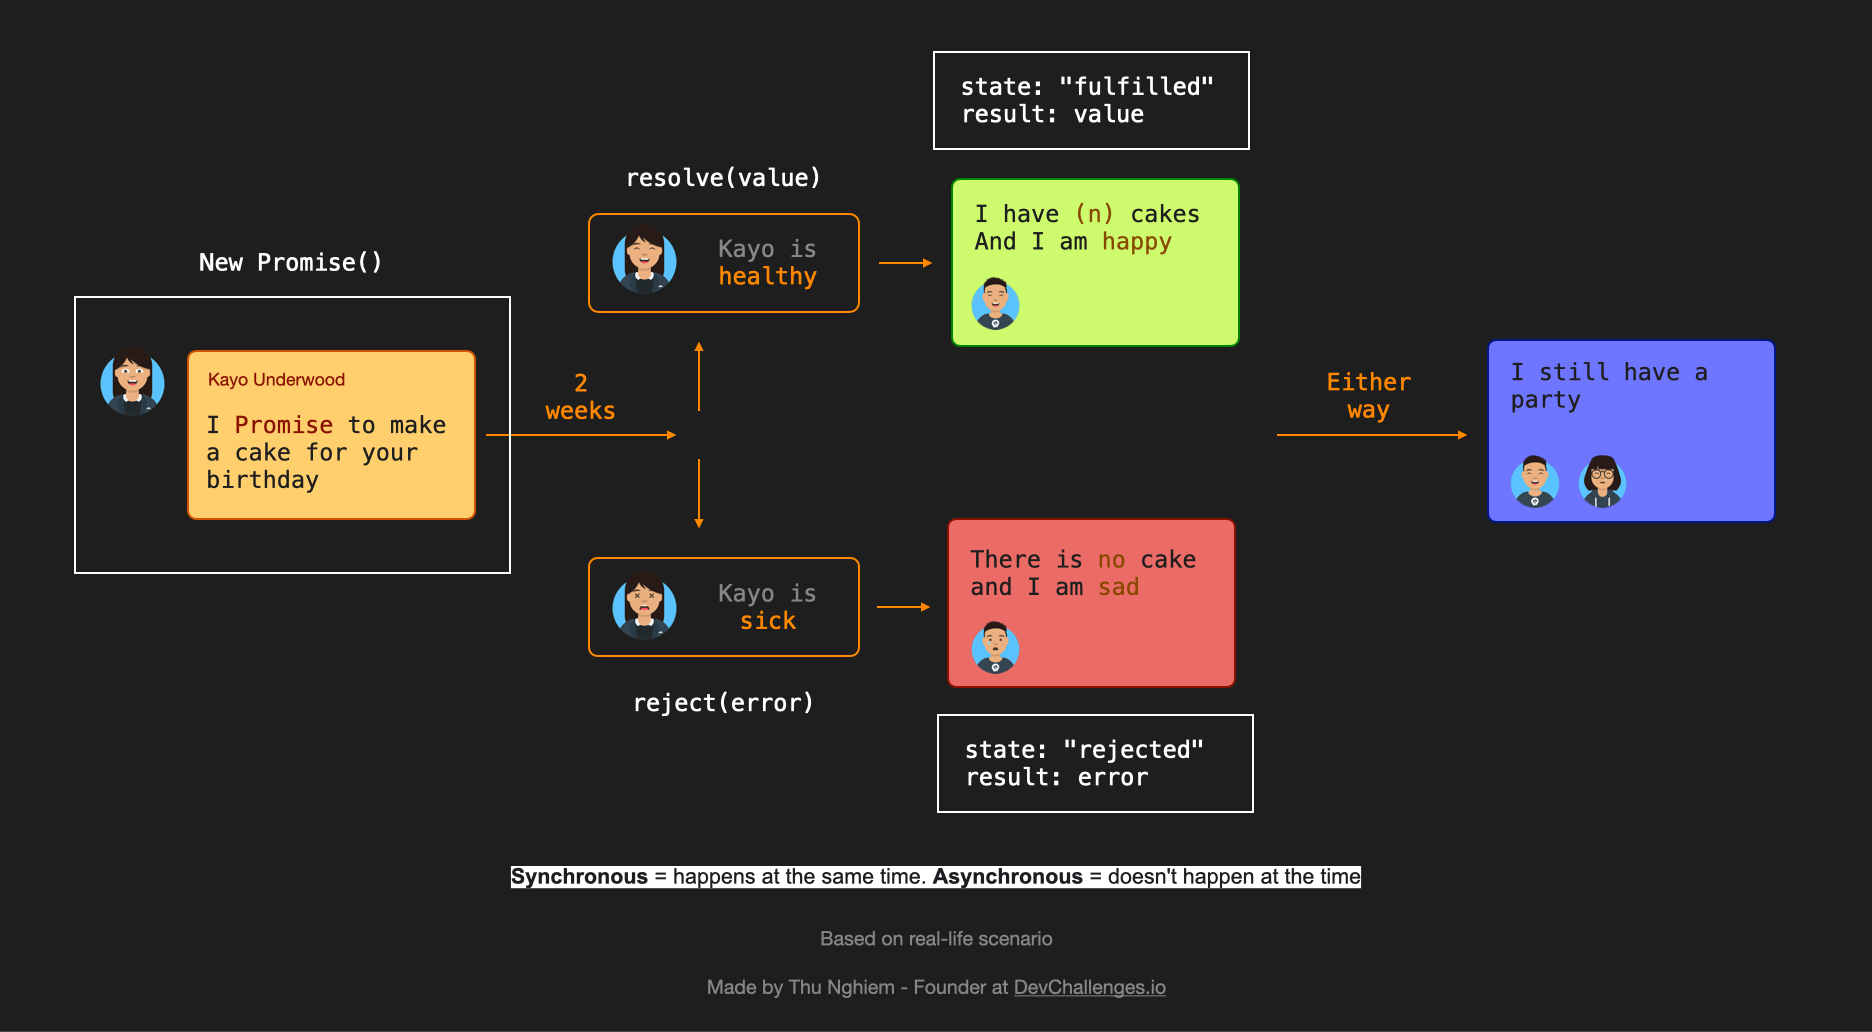 state: "fulfilled"
result: value
resolve(value)
Kayo is
healthy
I have (n) cakes
And I am happy
New Promise()
Kayo Underwood
I Promise to make
a cake for your
birthday
2
weeks
Either
way
I still have a
party
There is no cake
and I am sad
Kayo is
sick
reject(error)
state: "rejected"
result: error
Synchronous = happens at the same time. Asynchronous = doesn't happen at the time
Based on real-life scenario
Made by Thu Nghiem - Founder at DevChallenges.io